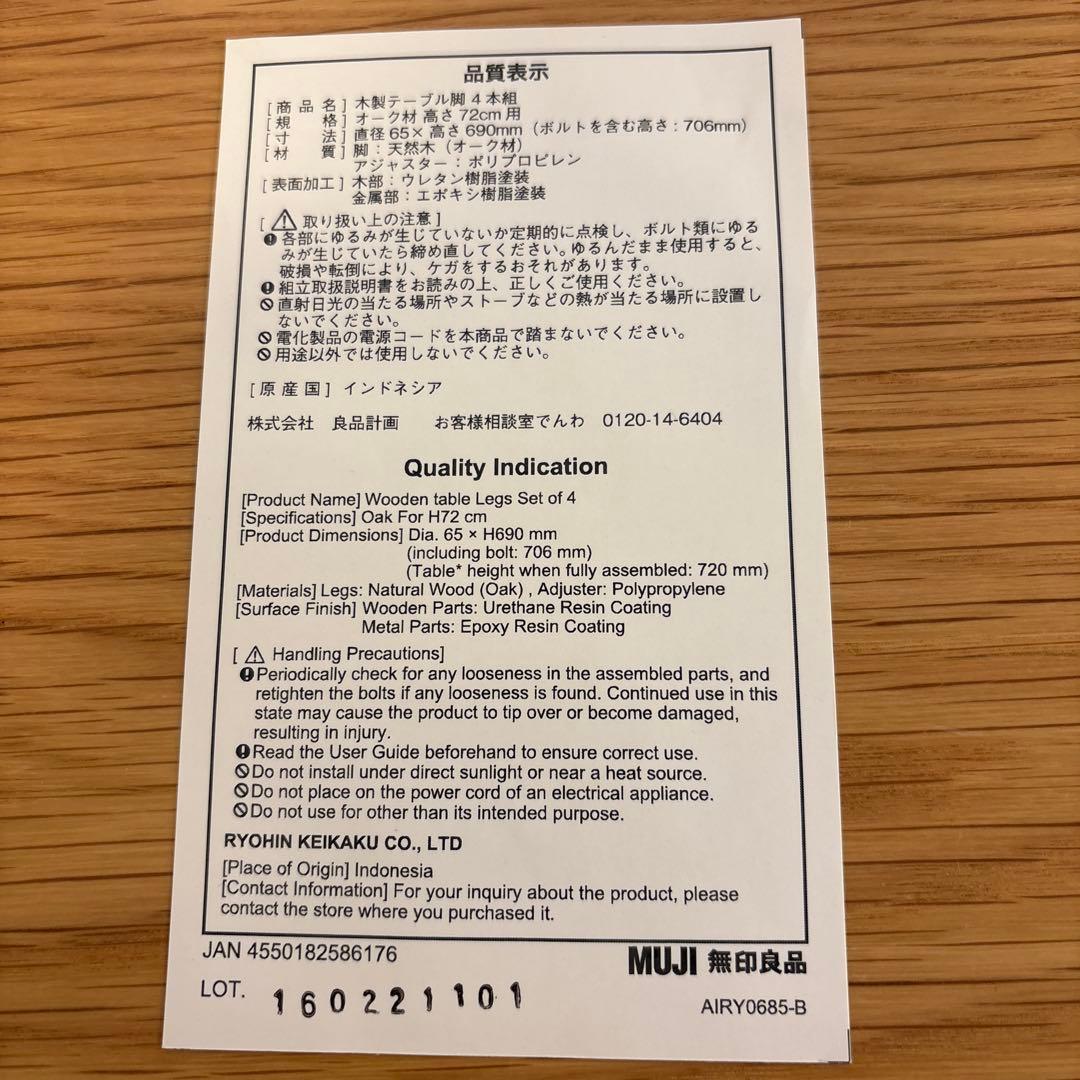 品質表示
[商品名] 木製テーブル脚 4本組
[規格] オーク材 高さ72cm用
[寸法] 直径65×高さ690mm（ボルトを含む高さ：706mm）
[材質] 脚：天然木（オーク材）
アジャスター：ポリプロピレン
[表面加工] 木部：ウレタン樹脂塗装
金属部：エポキシ樹脂塗装
[⚠ 取り扱い上の注意]
各部にゆるみが生じていないか定期的に点検し、ボルト類にゆる
みが生じていたら締め直してください。ゆるんだまま使用すると、
破損や転倒により、ケガをするおそれがあります。
組立取扱説明書をお読みの上、正しくご使用ください。
直射日光の当たる場所やストーブなどの熱が当たる場所に設置し
ないでください。
電化製品の電源コードを本商品で踏まないでください。
用途以外では使用しないでください。
[原産国] インドネシア
株式会社 良品計画 お客様相談室でんわ 0120-14-6404
Quality Indication
[Product Name] Wooden table Legs Set of 4
[Specifications] Oak For H72 cm
[Product Dimensions] Dia. 65 × H690 mm
(including bolt: 706 mm)
(Table* height when fully assembled: 720 mm)
[Materials] Legs: Natural Wood (Oak) , Adjuster: Polypropylene
[Surface Finish] Wooden Parts: Urethane Resin Coating
Metal Parts: Epoxy Resin Coating
[ ⚠ Handling Precautions]
Periodically check for any looseness in the assembled parts, and
retighten the bolts if any looseness is found. Continued use in this
state may cause the product to tip over or become damaged,
resulting in injury.
Read the User Guide beforehand to ensure correct use.
Do not install under direct sunlight or near a heat source.
Do not place on the power cord of an electrical appliance.
Do not use for other than its intended purpose.
RYOHIN KEIKAKU CO., LTD
[Place of Origin] Indonesia
[Contact Information] For your inquiry about the product, please
contact the store where you purchased it.
JAN 4550182586176
MUJI 無印良品
LOT. 160221101
AIRY0685-B